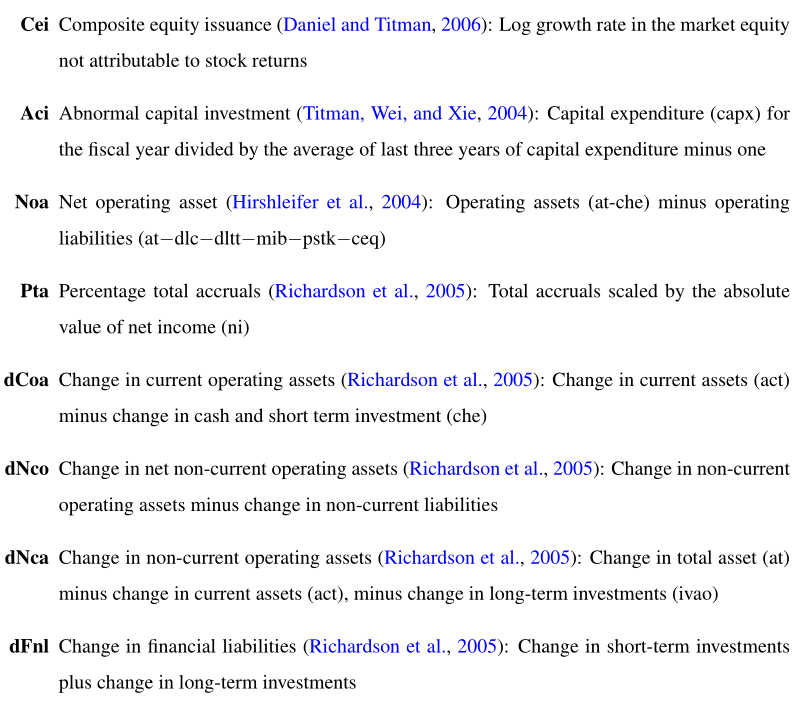 Cei Composite equity issuance (Daniel and Titman, 2006): Log growth rate in the market equity
not attributable to stock returns
Aci Abnormal capital investment (Titman, Wei, and Xie, 2004): Capital expenditure (capx) for
the fiscal year divided by the average of last three years of capital expenditure minus one
Noa Net operating asset (Hirshleifer et al., 2004): Operating assets (at-che) minus operating
liabilities (at−dlc−dltt−mib−pstk−ceq)
Pta Percentage total accruals (Richardson et al., 2005): Total accruals scaled by the absolute
value of net income (ni)
dCoa Change in current operating assets (Richardson et al., 2005): Change in current assets (act)
minus change in cash and short term investment (che)
dNco Change in net non-current operating assets (Richardson et al., 2005): Change in non-current
operating assets minus change in non-current liabilities
dNca Change in non-current operating assets (Richardson et al., 2005): Change in total asset (at)
minus change in current assets (act), minus change in long-term investments (ivao)
dFnl Change in financial liabilities (Richardson et al., 2005): Change in short-term investments
plus change in long-term investments